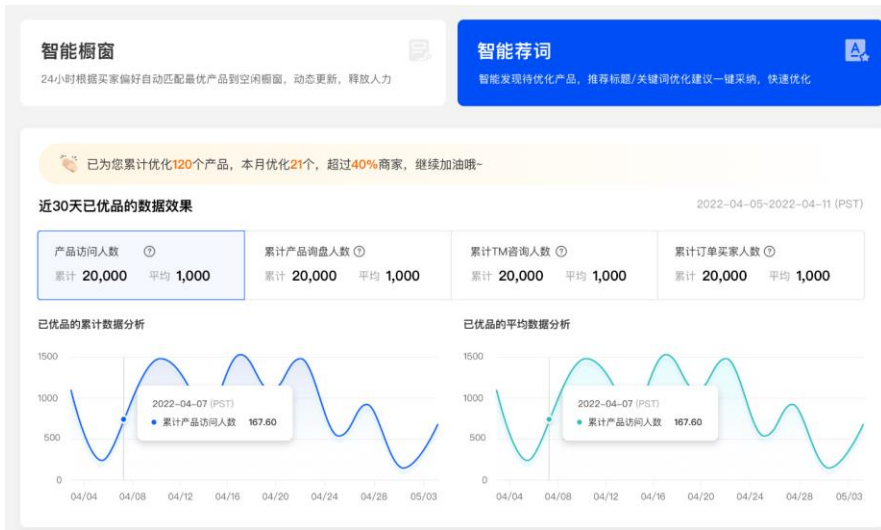 智能橱窗
24小时根据买家偏好自动匹配最优产品到空闲橱窗，动态更新，释放人力
智能荐词
智能发现待优化产品，推荐标题/关键词优化建议一键采纳，快速优化
已为您累计优化120个产品，本月优化21个，超过40%商家，继续加油哦~
近30天已优品的数据效果
2022-04-05~2022-04-11 (PST)
产品访问人数
累计 20,000 平均 1,000
累计产品询盘人数
累计 20,000 平均 1,000
累计TM咨询人数
累计 20,000 平均 1,000
累计订单买家人数
累计 20,000 平均 1,000
已优品的累计数据分析
1500
1000
500
0
2022-04-07 (PST)
累计产品访问人数 167.60
04/04 04/08 04/12 04/16 04/20 04/24 04/28 05/03
已优品的平均数据分析
1500
1000
500
0
2022-04-07 (PST)
累计产品访问人数 167.60
04/04 04/08 04/12 04/16 04/20 04/24 04/28 05/03